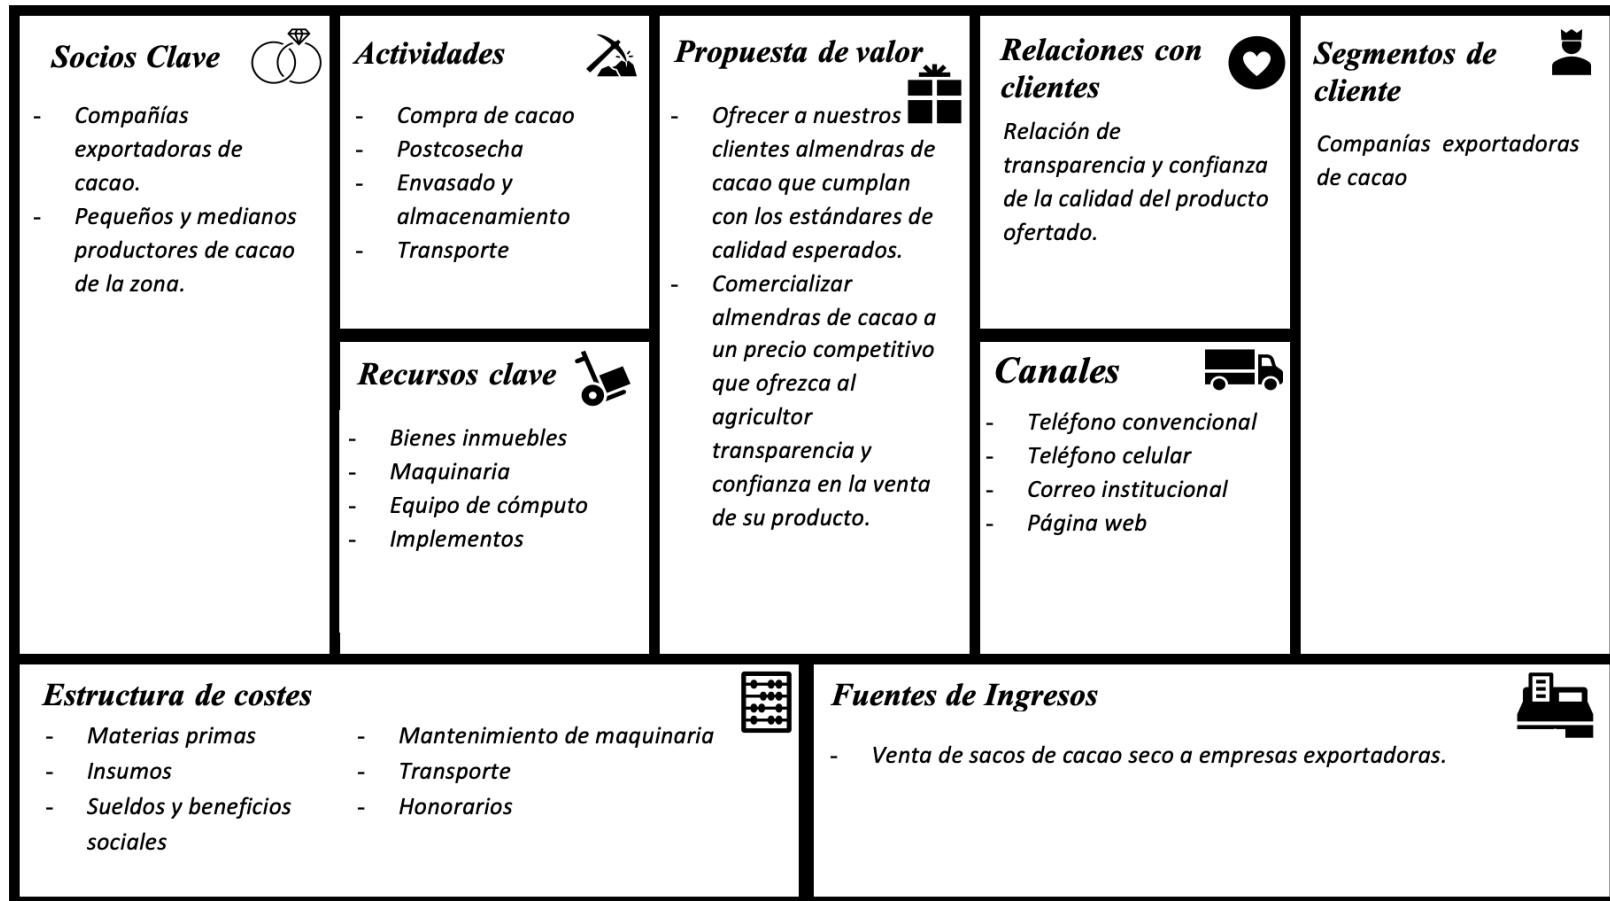 Socios Clave
- Compañías
exportadoras de
cacao.
- Pequeños y medianos
productores de cacao
de la zona.
Actividades
- Compra de cacao
- Postcosecha
- Envasado y
almacenamiento
- Transporte
Recursos clave
- Bienes inmuebles
- Maquinaria
- Equipo de cómputo
- Implementos
Propuesta de valor
- Ofrecer a nuestros
clientes almendras de
cacao que cumplan
con los estándares de
calidad esperados.
- Comercializar
almendras de cacao a
un precio competitivo
que ofrezca al
agricultor
transparencia y
confianza en la venta
de su producto.
Relaciones con
clientes
Relación de
transparencia y confianza
de la calidad del producto
ofertado.
Canales
- Teléfono convencional
- Teléfono celular
- Correo institucional
- Página web
Segmentos de
cliente
Companías exportadoras
de cacao
Estructura de costes
- Materias primas
- Insumos
- Sueldos y beneficios
sociales
- Mantenimiento de maquinaria
- Transporte
- Honorarios
Fuentes de Ingresos
- Venta de sacos de cacao seco a empresas exportadoras.